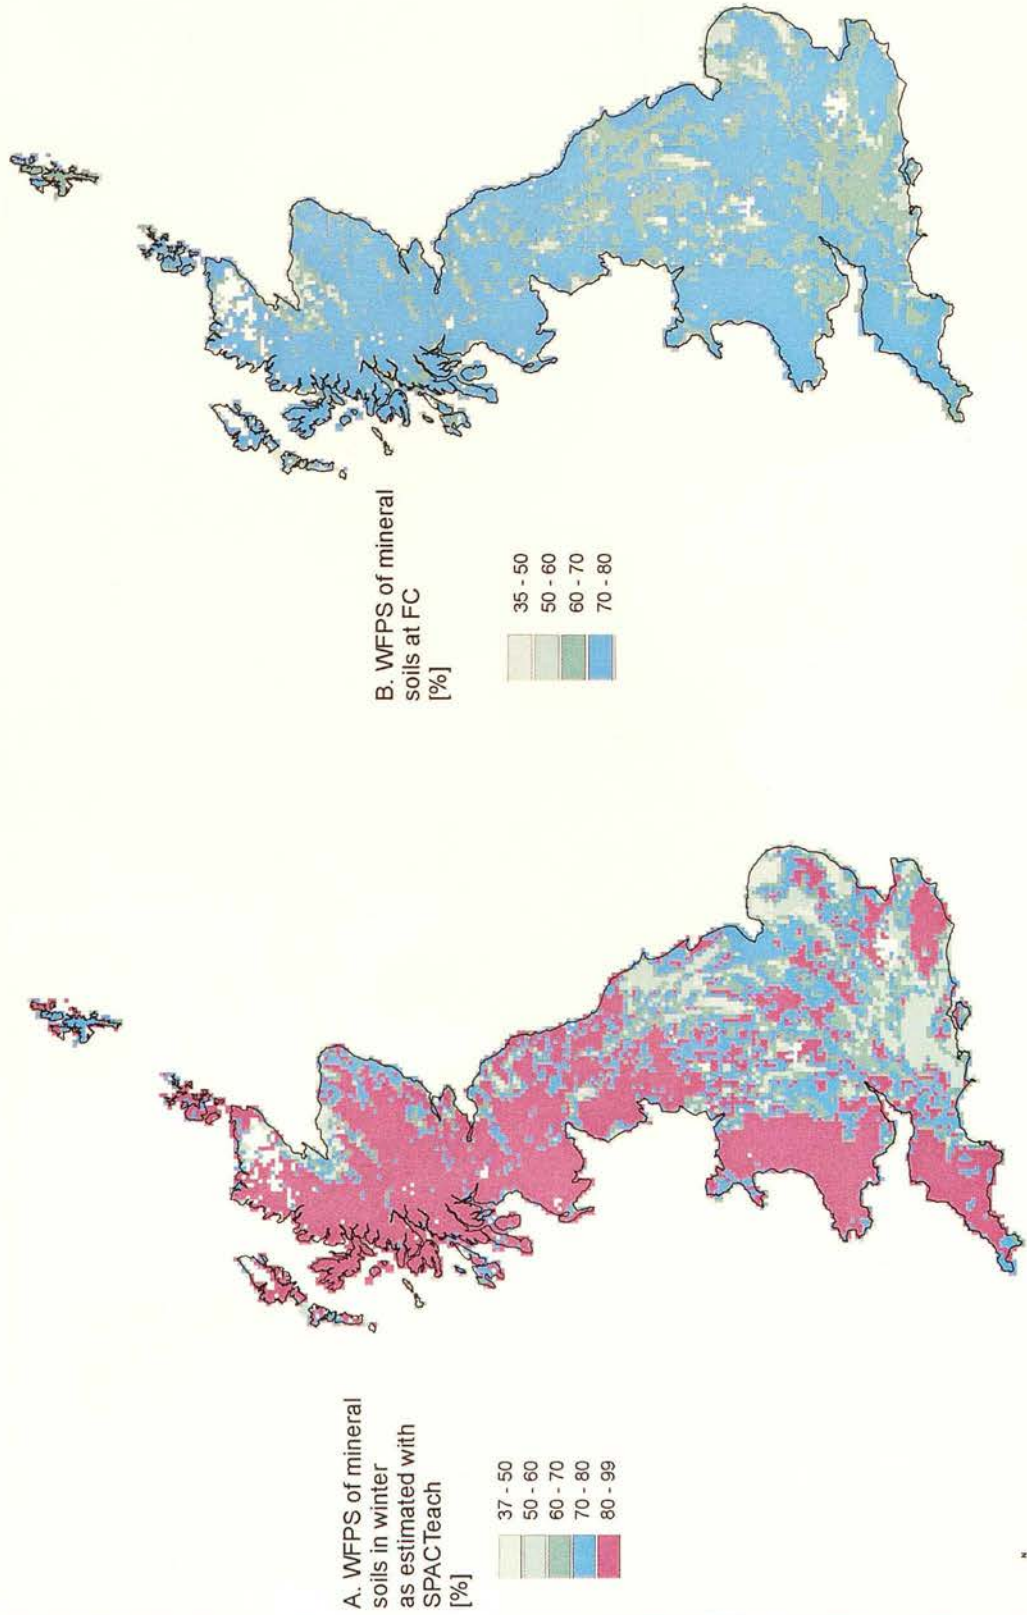 A. WFPS of mineral
soils in winter
as estimated with
SPACTeach
[%]
37 - 50
50 - 60
60 - 70
70 - 80
80 - 99
B. WFPS of mineral
soils at FC
[%]
35 - 50
50 - 60
60 - 70
70 - 80
N